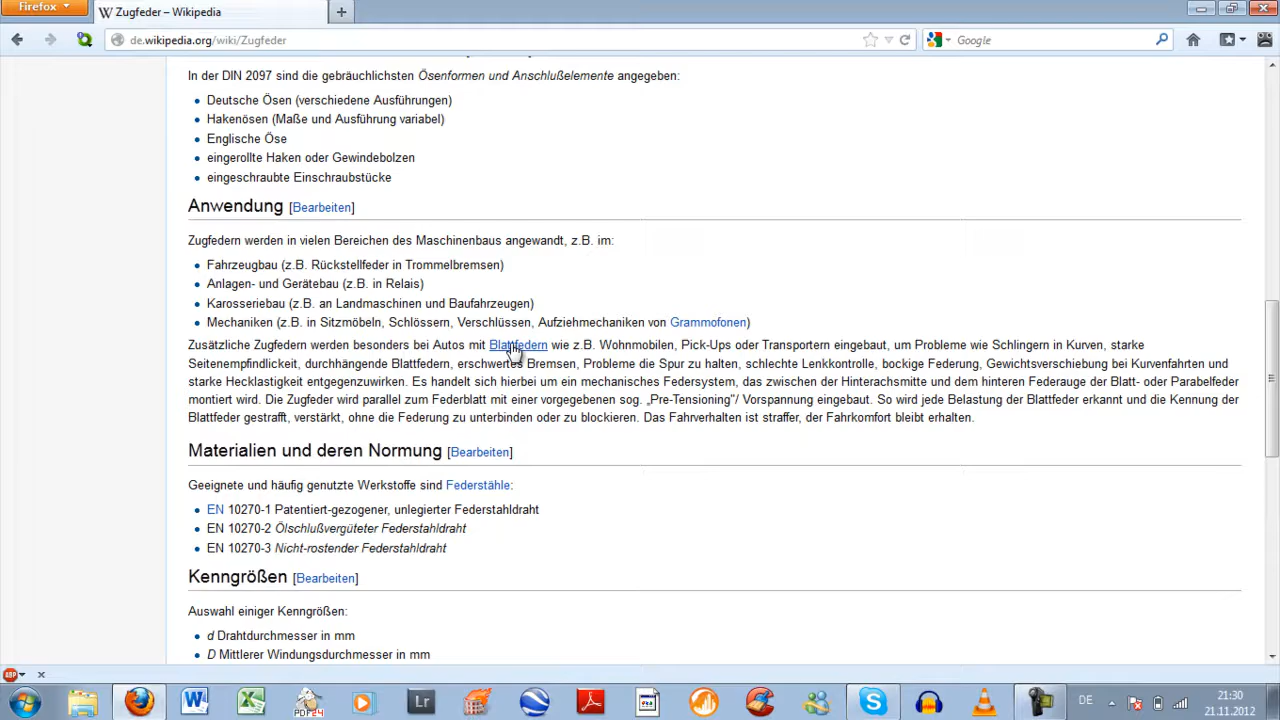 Firefox
Zugfeder – Wikipedia
de.wikipedia.org/wiki/Zugfeder
Google
In der DIN 2097 sind die gebräuchlichsten Ösenformen und Anschlußelemente angegeben:
Deutsche Ösen (verschiedene Ausführungen)
Hakenösen (Maße und Ausführung variabel)
Englische Öse
eingerollte Haken oder Gewindebolzen
eingeschraubte Einschraubstücke
Anwendung [Bearbeiten]
Zugfedern werden in vielen Bereichen des Maschinenbaus angewandt, z.B. im:
Fahrzeugbau (z.B. Rückstellfeder in Trommelbremsen)
Anlagen- und Gerätebau (z.B. in Relais)
Karosseriebau (z.B. an Landmaschinen und Baufahrzeugen)
Mechaniken (z.B. in Sitzmöbeln, Schlössern, Verschlüssen, Aufziehmechaniken von Grammofonen)
Zusätzliche Zugfedern werden besonders bei Autos mit Blattfedern wie z.B. Wohnmobilen, Pick-Ups oder Transportern eingebaut, um Probleme wie Schlingern in Kurven, starke
Seitenempfindlickeit, durchhängende Blattfedern, erschwertes Bremsen, Probleme die Spur zu halten, schlechte Lenkkontrolle, bockige Federung, Gewichtsverschiebung bei Kurvenfahrten und
starke Hecklastigkeit entgegenzuwirken. Es handelt sich hierbei um ein mechanisches Federsystem, das zwischen der Hinterachsmitte und dem hinteren Federauge der Blatt- oder Parabelfeder
montiert wird. Die Zugfeder wird parallel zum Federblatt mit einer vorgegebenen sog. „Pre-Tensioning"/ Vorspannung eingebaut. So wird jede Belastung der Blattfeder erkannt und die Kennung der
Blattfeder gestrafft, verstärkt, ohne die Federung zu unterbinden oder zu blockieren. Das Fahrverhalten ist straffer, der Fahrkomfort bleibt erhalten.
Materialien und deren Normung [Bearbeiten]
Geeignete und häufig genutzte Werkstoffe sind Federstähle:
EN 10270-1 Patentiert-gezogener, unlegierter Federstahldraht
EN 10270-2 Ölschlußvergüteter Federstahldraht
EN 10270-3 Nicht-rostender Federstahldraht
Kenngrößen [Bearbeiten]
Auswahl einiger Kenngrößen:
d Drahtdurchmesser in mm
D Mittlerer Windungsdurchmesser in mm
ABP
PDF24
Lr
DE
21:30
21.11.2012